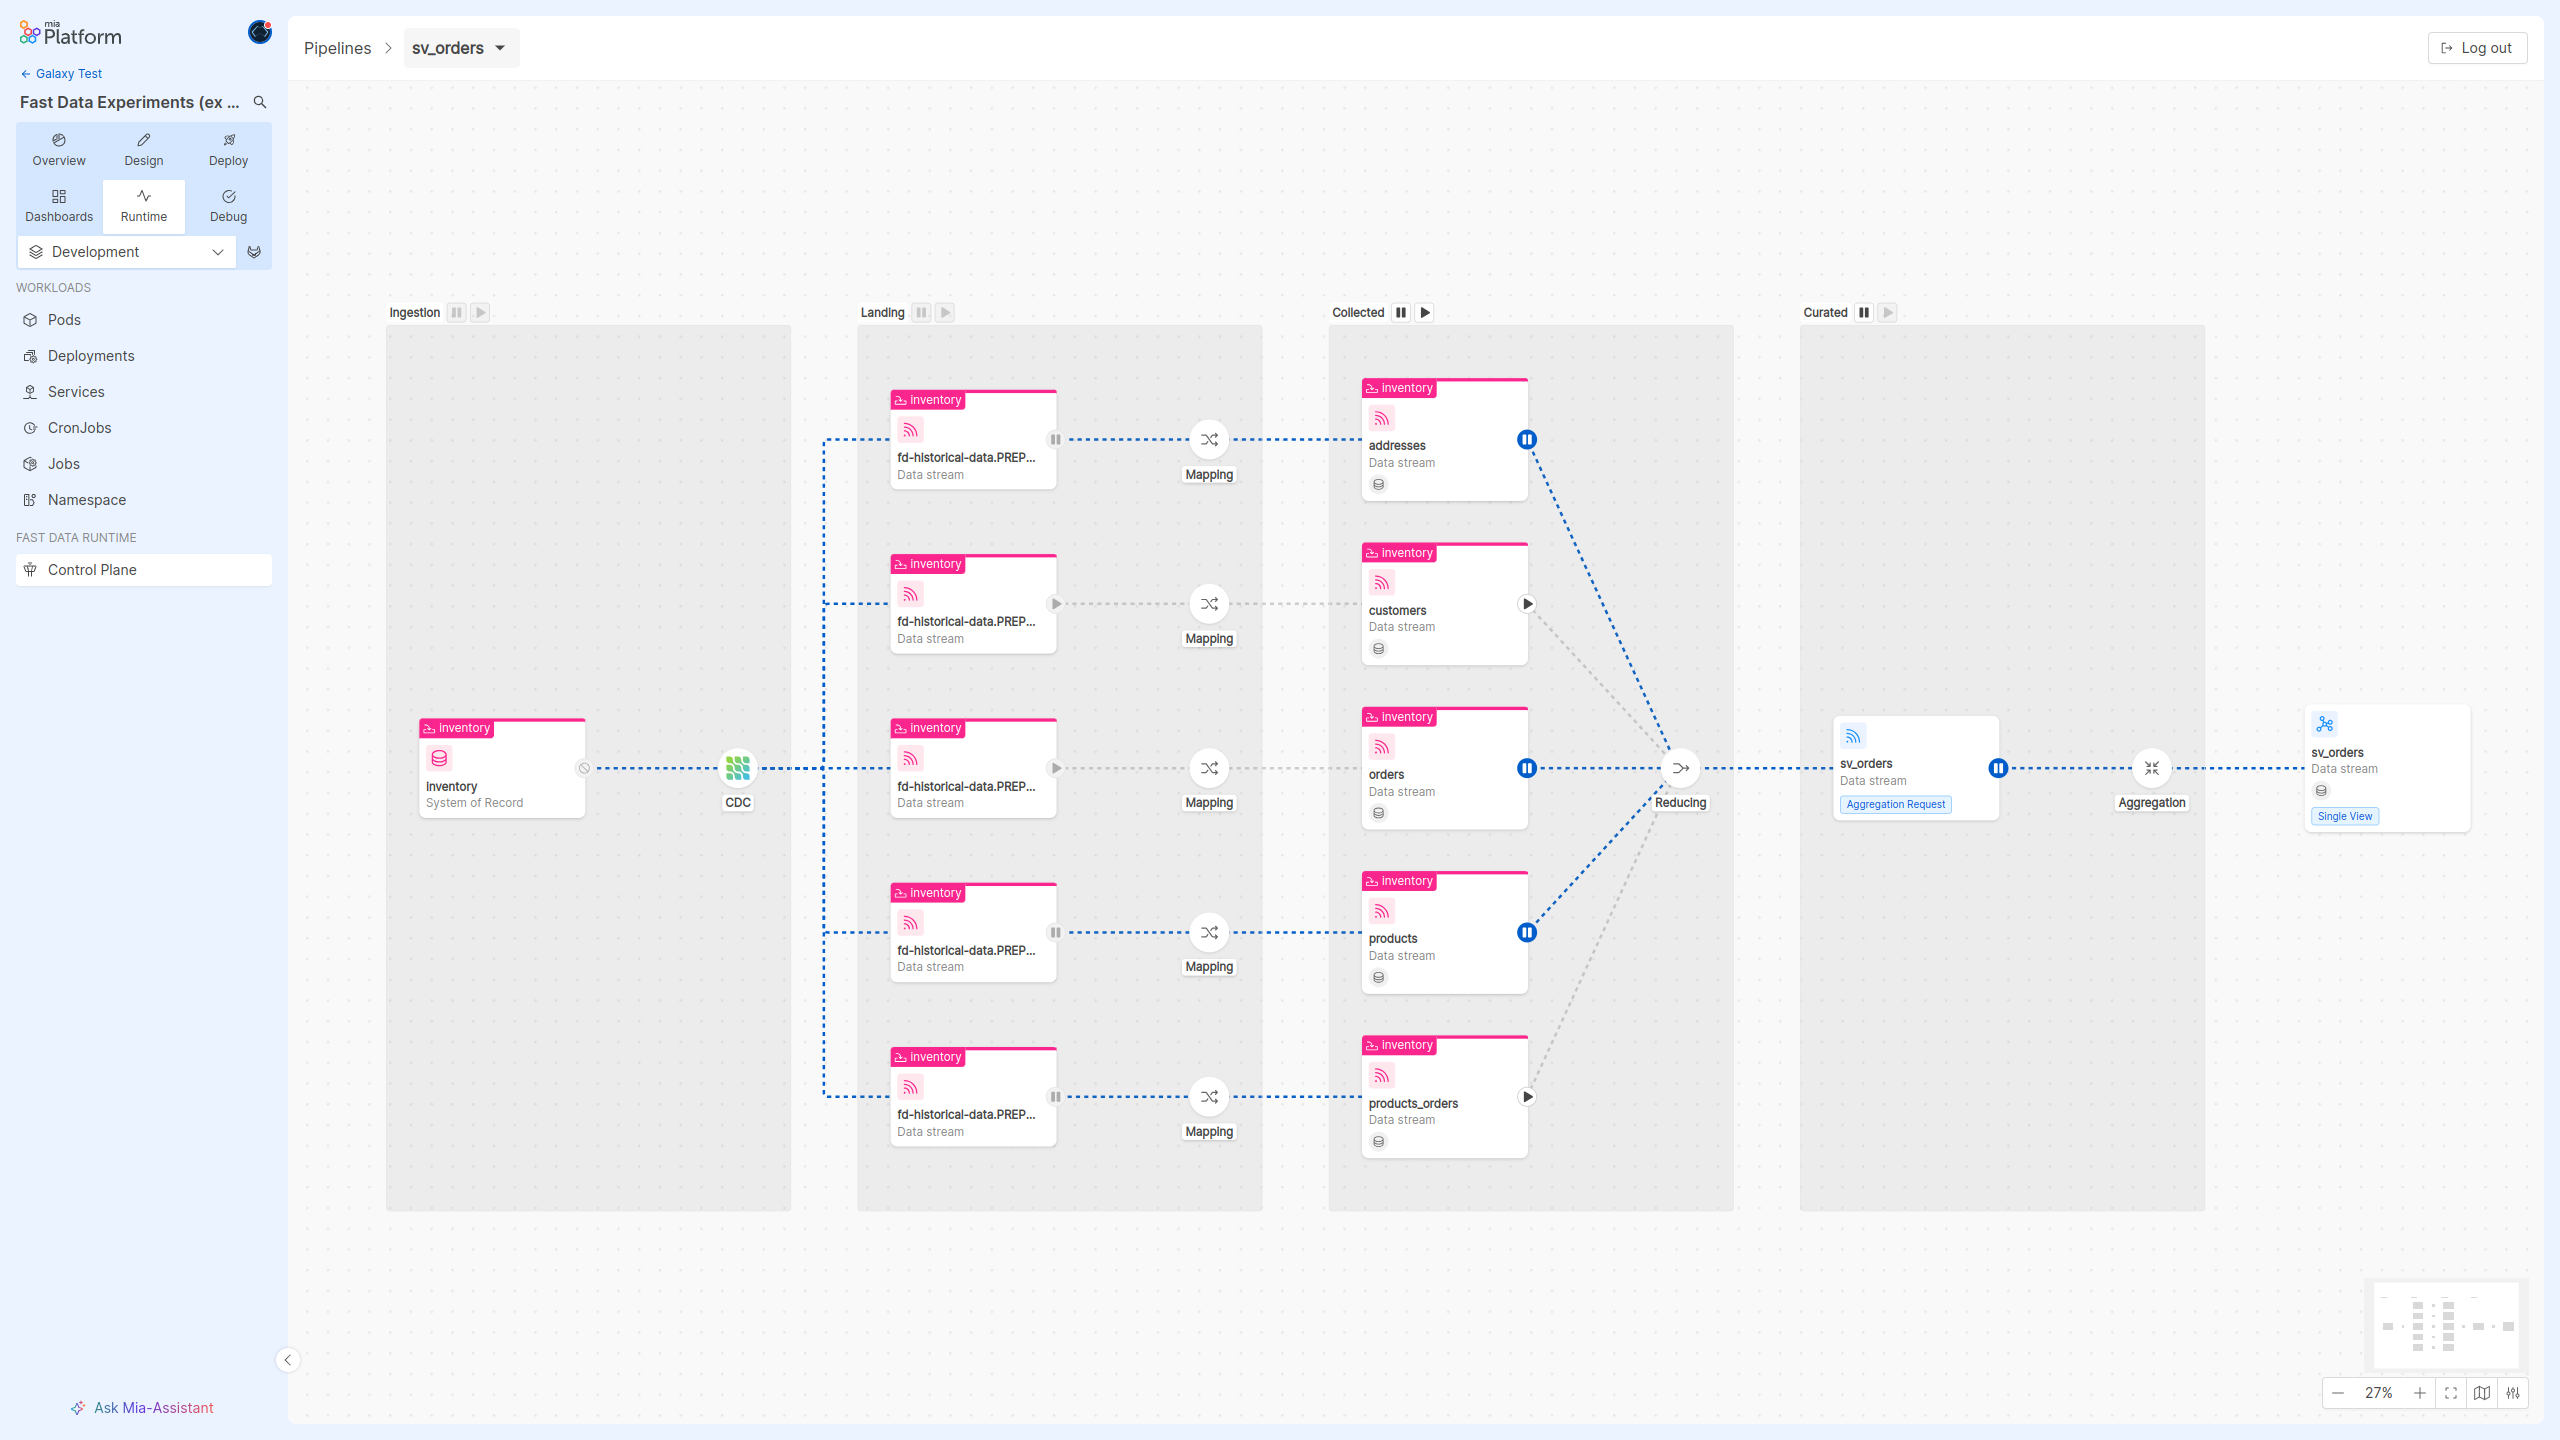 mia
Platform
Galaxy Test
Fast Data Experiments (ex ...
Overview
Design
Deploy
Dashboards
Runtime
Debug
Development
WORKLOADS
Pods
Deployments
Services
CronJobs
Jobs
Namespace
FAST DATA RUNTIME
Control Plane
Ask Mia-Assistant
Pipelines
sv_orders
Log out
Ingestion
inventory
Inventory
System of Record
CDC
Landing
inventory
fd-historical-data.PREP...
Data stream
Mapping
inventory
fd-historical-data.PREP...
Data stream
Mapping
inventory
fd-historical-data.PREP...
Data stream
Mapping
inventory
fd-historical-data.PREP...
Data stream
Mapping
inventory
fd-historical-data.PREP...
Data stream
Mapping
Collected
inventory
addresses
Data stream
inventory
customers
Data stream
inventory
orders
Data stream
inventory
products
Data stream
inventory
products_orders
Data stream
Reducing
Curated
sv_orders
Data stream
Aggregation Request
Aggregation
sv_orders
Data stream
Single View
27%